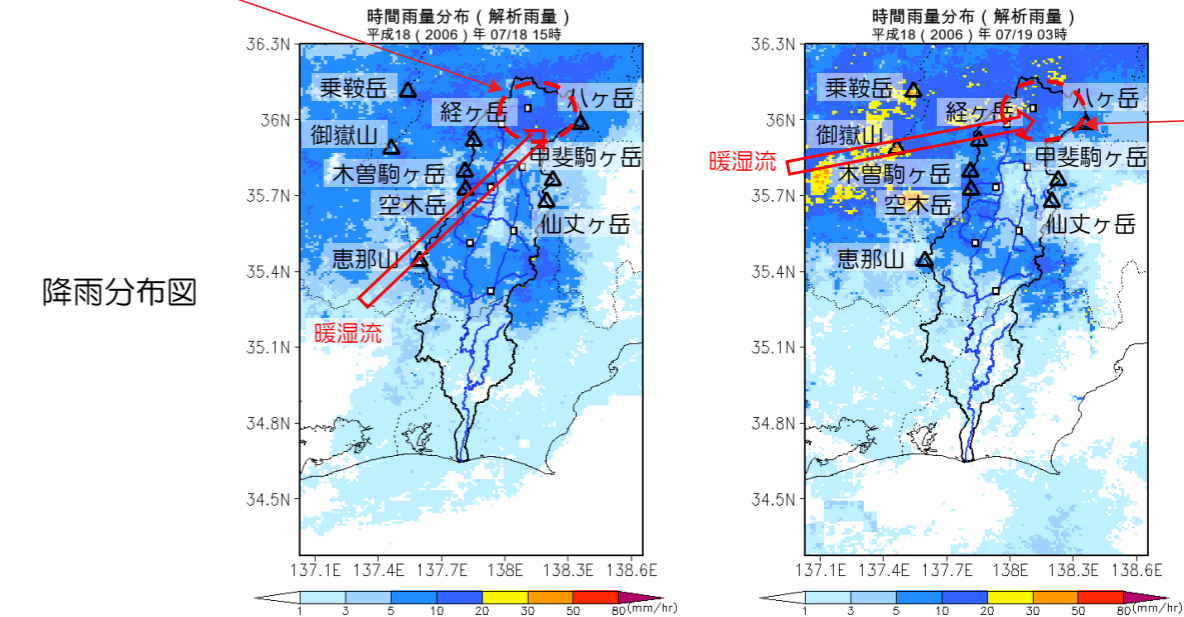 時間雨量分布（解析雨量）
平成18（2006）年 07/18 15時
36.3N
36N
35.7N
35.4N
35.1N
34.8N
34.5N
乗鞍岳
八ヶ岳
経ヶ岳
御嶽山
甲斐駒ヶ岳
木曽駒ヶ岳
空木岳
仙丈ヶ岳
恵那山
暖湿流
137.1E 137.4E 137.7E 138E 138.3E 138.6E
1 3 5 10 20 30 50 80(mm/hr)
降雨分布図
時間雨量分布（解析雨量）
平成18（2006）年 07/19 03時
36.3N
36N
35.7N
35.4N
35.1N
34.8N
34.5N
乗鞍岳
八ヶ岳
経ヶ岳
御嶽山
暖湿流
甲斐駒ヶ岳
木曽駒ヶ岳
空木岳
仙丈ヶ岳
恵那山
137.1E 137.4E 137.7E 138E 138.3E 138.6E
1 3 5 10 20 30 50 80(mm/hr)